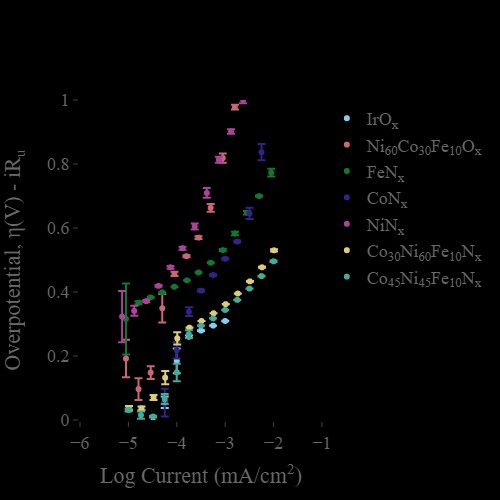 1
0.8
0.6
0.4
0.2
0
−6
−5
−4
−3
−2
−1
Overpotential, η(V) - iRᵤ
Log Current (mA/cm²)
IrOₓ
Ni₆₀Co₃₀Fe₁₀Oₓ
FeNₓ
CoNₓ
NiNₓ
Co₃₀Ni₆₀Fe₁₀Nₓ
Co₄₅Ni₄₅Fe₁₀Nₓ